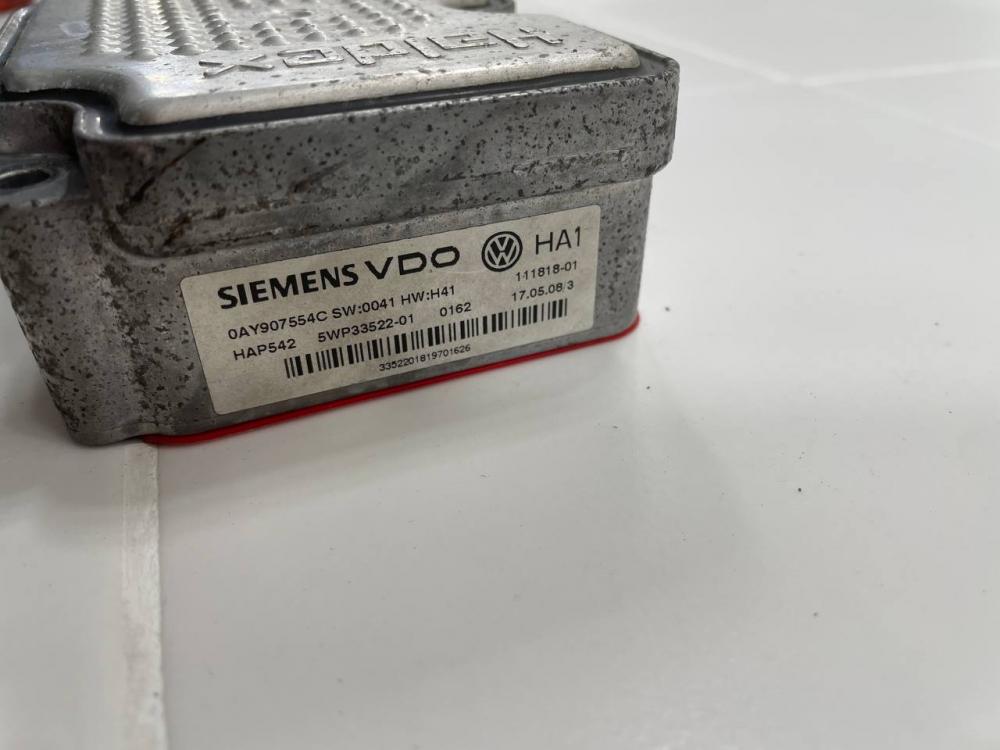 Haldex
SIEMENS VDO VW HA1
0AY907554C SW:0041 HW:H41 111818-01
HAP542 5WP33522-01 0162 17.05.08/3
3352201819701626